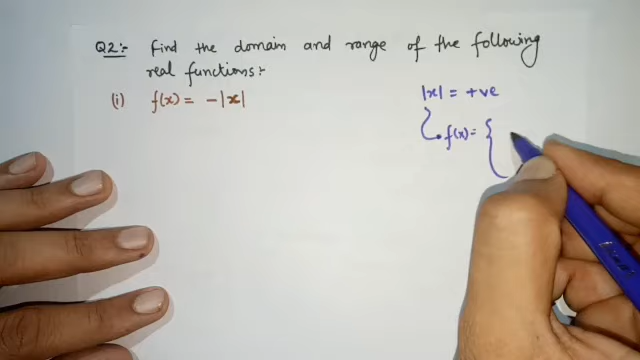 Q2:- Find the domain and range of the following
real functions:-
(i) f(x) = -|x|
|x| = +ve
f(x) = {